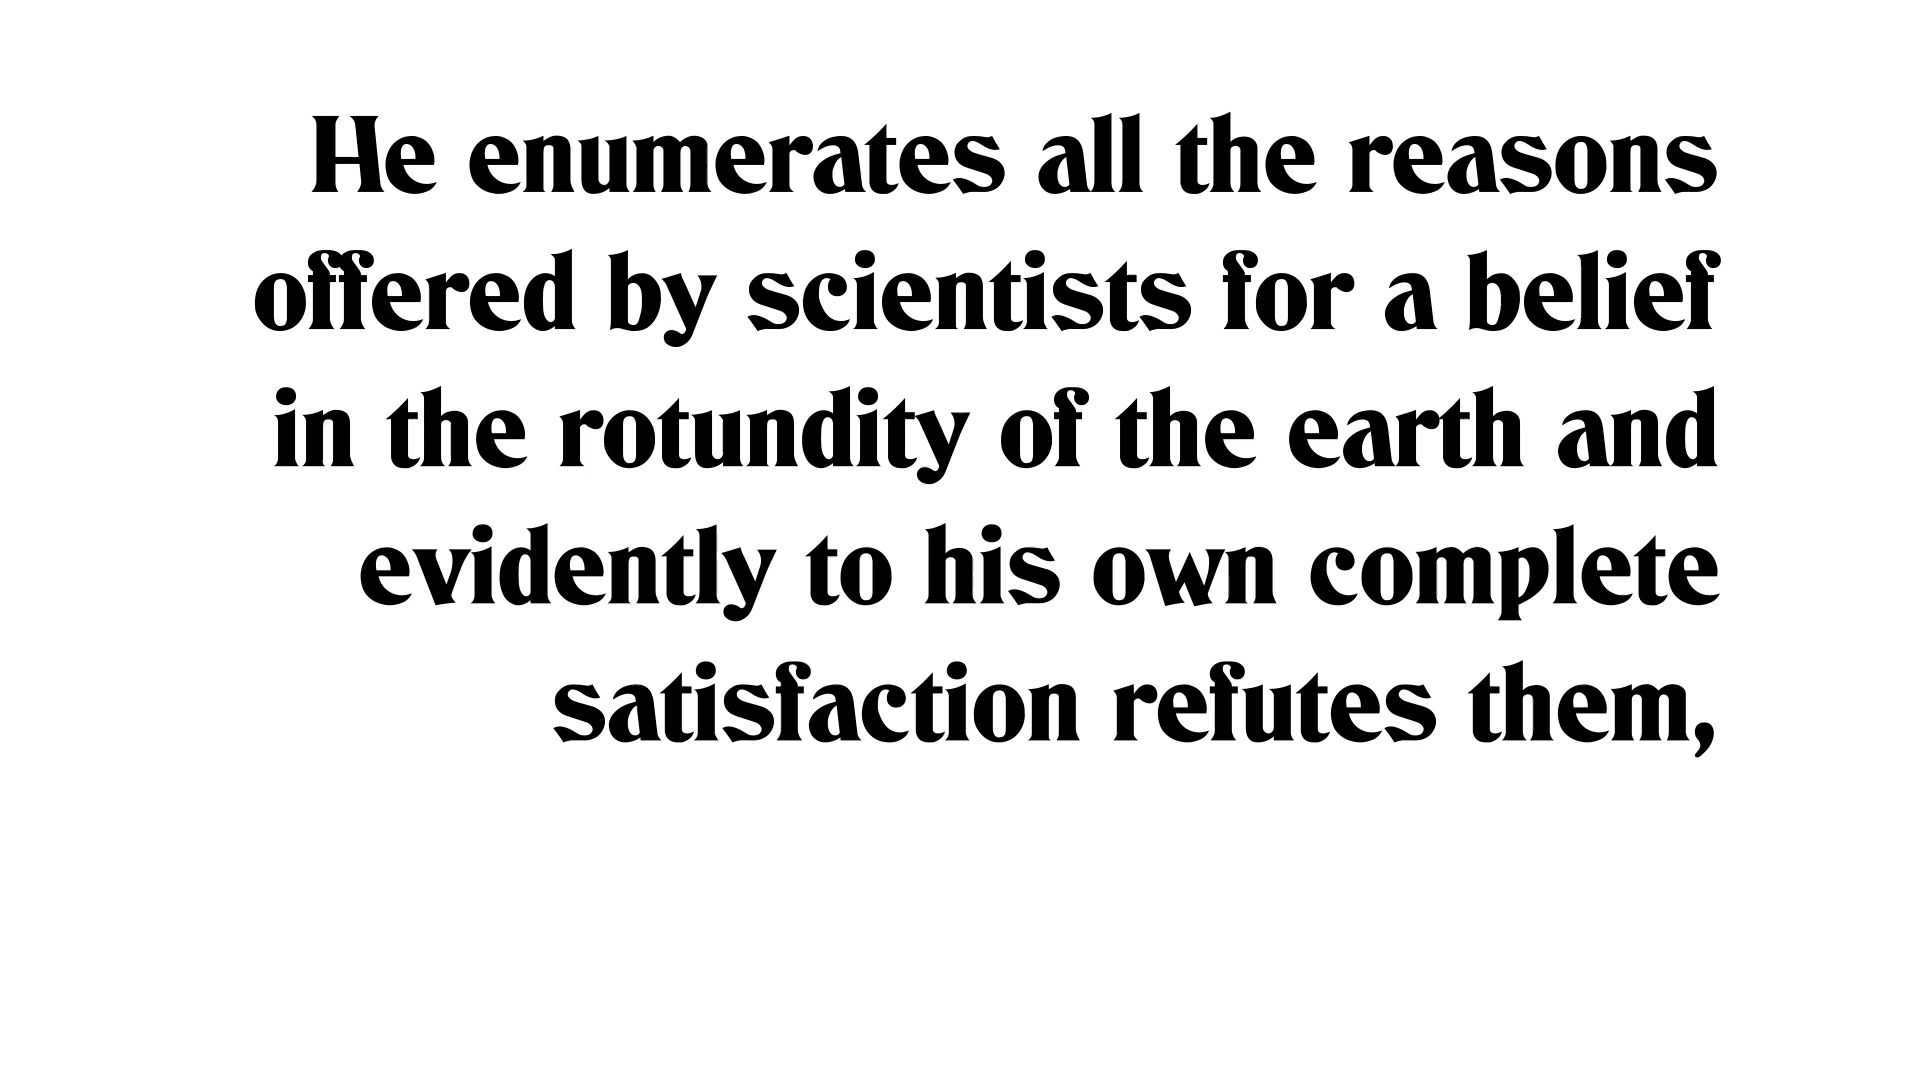 He enumerates all the reasons
offered by scientists for a belief
in the rotundity of the earth and
evidently to his own complete
satisfaction refutes them,